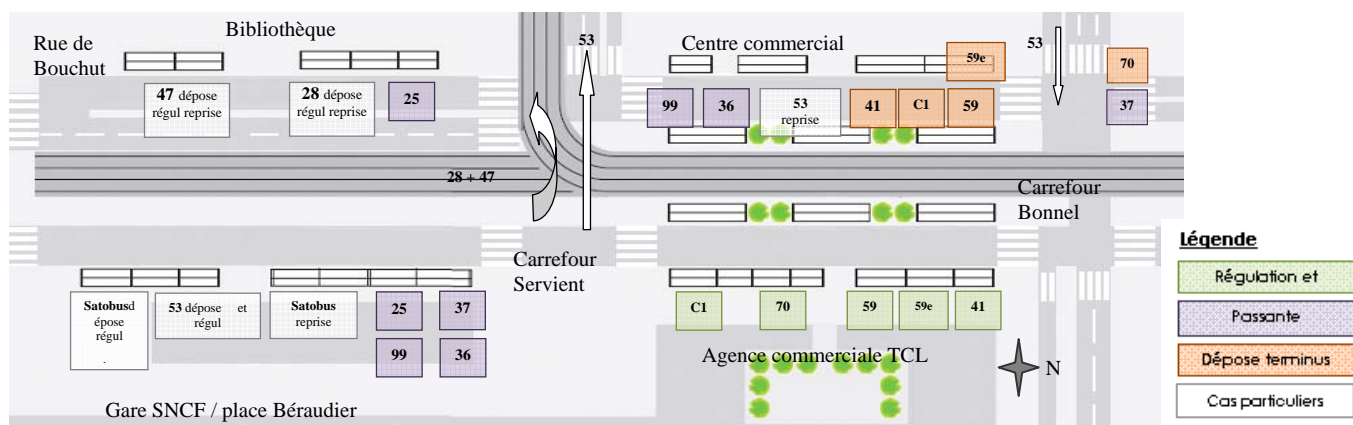 Rue de
Bouchut
Bibliothèque
47 dépose
régul reprise
28 dépose
régul reprise
25
53
Centre commercial
59e
99
36
53
reprise
41
C1
59
53
70
37
28 + 47
Carrefour
Bonnel
Carrefour
Servient
Satobusd
épose
régul
.
53 dépose et
régul
Satobus
reprise
25
37
99
36
C1
70
59
59e
41
Agence commerciale TCL
N
Gare SNCF / place Béraudier
Légende
Régulation et
Passante
Dépose terminus
Cas particuliers